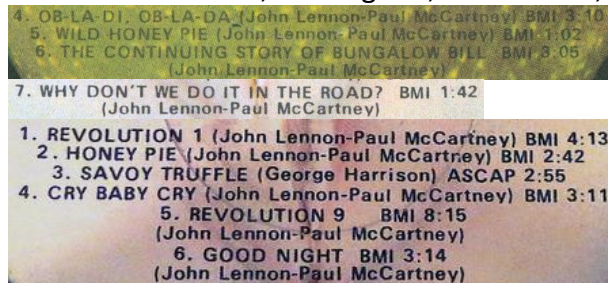 4. OB-LA-DI, OB-LA-DA (John Lennon-Paul McCartney) BMI 3:10
5. WILD HONEY PIE (John Lennon-Paul McCartney) BMI 1:02
6. THE CONTINUING STORY OF BUNGALOW BILL BMI 3:05
(John Lennon-Paul McCartney)
7. WHY DON'T WE DO IT IN THE ROAD? BMI 1:42
(John Lennon-Paul McCartney)
1. REVOLUTION 1 (John Lennon-Paul McCartney) BMI 4:13
2. HONEY PIE (John Lennon-Paul McCartney) BMI 2:42
3. SAVOY TRUFFLE (George Harrison) ASCAP 2:55
4. CRY BABY CRY (John Lennon-Paul McCartney) BMI 3:11
5. REVOLUTION 9 BMI 8:15
(John Lennon-Paul McCartney)
6. GOOD NIGHT BMI 3:14
(John Lennon-Paul McCartney)